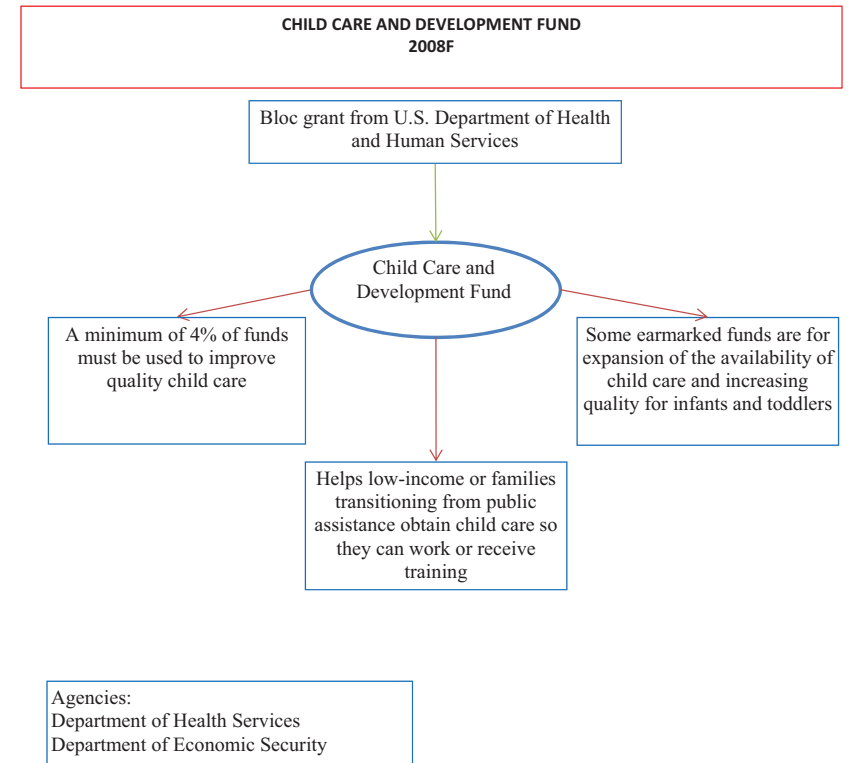 CHILD CARE AND DEVELOPMENT FUND
2008F
Bloc grant from U.S. Department of Health
and Human Services
Child Care and
Development Fund
A minimum of 4% of funds
must be used to improve
quality child care
Some earmarked funds are for
expansion of the availability of
child care and increasing
quality for infants and toddlers
Helps low-income or families
transitioning from public
assistance obtain child care so
they can work or receive
training
Agencies:
Department of Health Services
Department of Economic Security